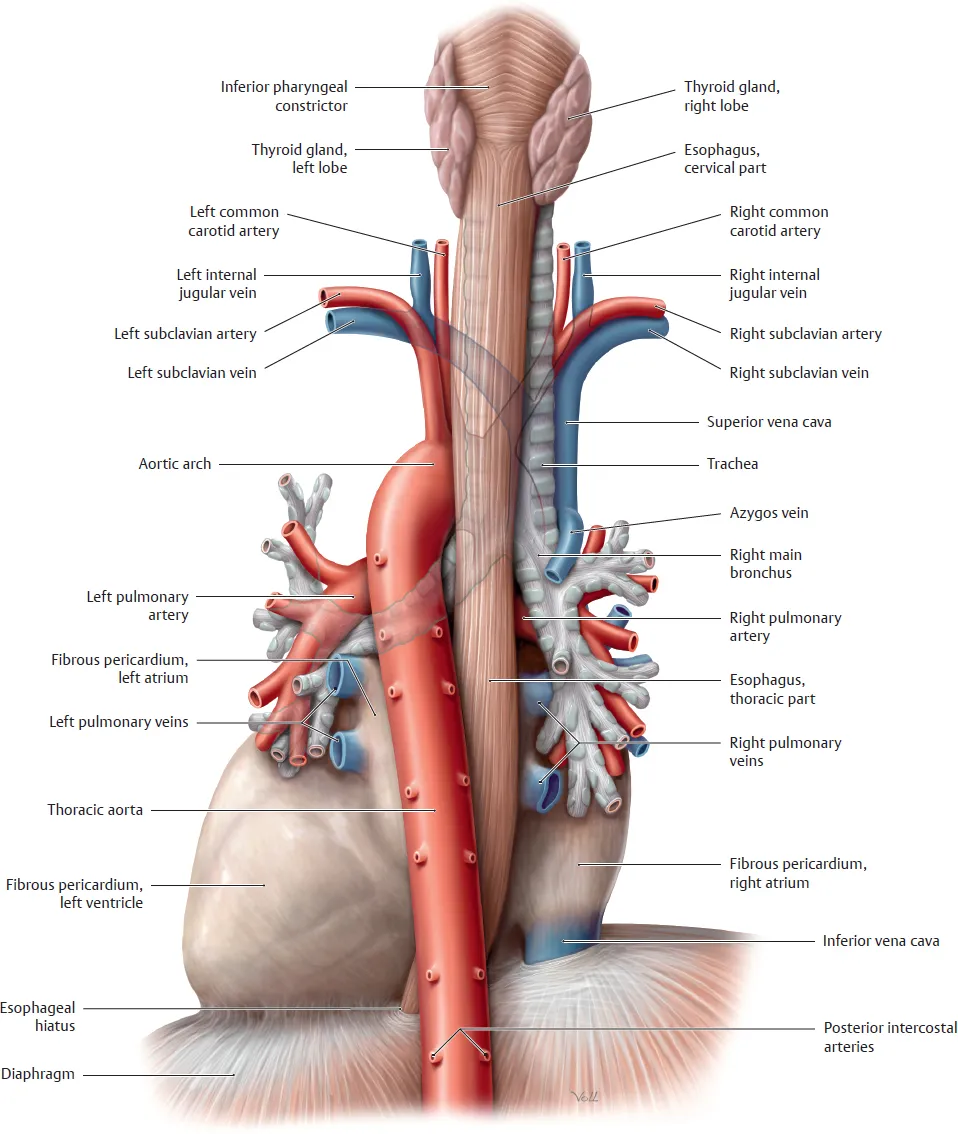 Inferior pharyngeal
constrictor
Thyroid gland,
left lobe
Left common
carotid artery
Left internal
jugular vein
Left subclavian artery
Left subclavian vein
Aortic arch
Left pulmonary
artery
Fibrous pericardium,
left atrium
Left pulmonary veins
Thoracic aorta
Fibrous pericardium,
left ventricle
Esophageal
hiatus
Diaphragm
Thyroid gland,
right lobe
Esophagus,
cervical part
Right common
carotid artery
Right internal
jugular vein
Right subclavian artery
Right subclavian vein
Superior vena cava
Trachea
Azygos vein
Right main
bronchus
Right pulmonary
artery
Esophagus,
thoracic part
Right pulmonary
veins
Fibrous pericardium,
right atrium
Inferior vena cava
Posterior intercostal
arteries
VOLL